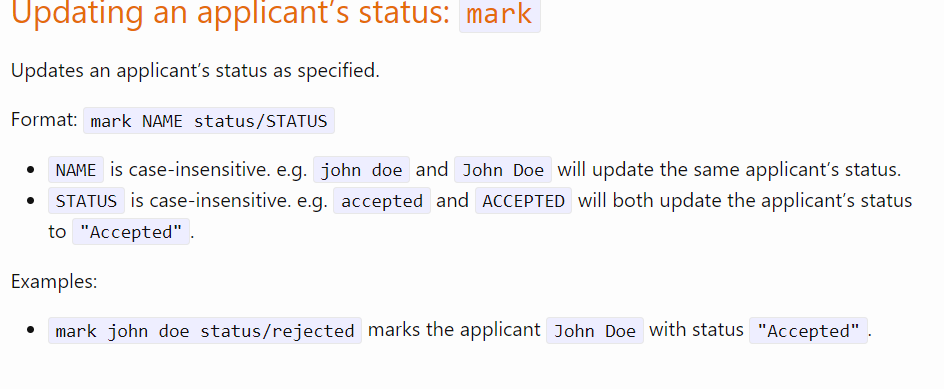 Updating an applicant’s status: mark
Updates an applicant’s status as specified.
Format: mark NAME status/STATUS
• NAME is case-insensitive. e.g. john doe and John Doe will update the same applicant’s status.
• STATUS is case-insensitive. e.g. accepted and ACCEPTED will both update the applicant’s status
to "Accepted".
Examples:
• mark john doe status/rejected marks the applicant John Doe with status "Accepted".